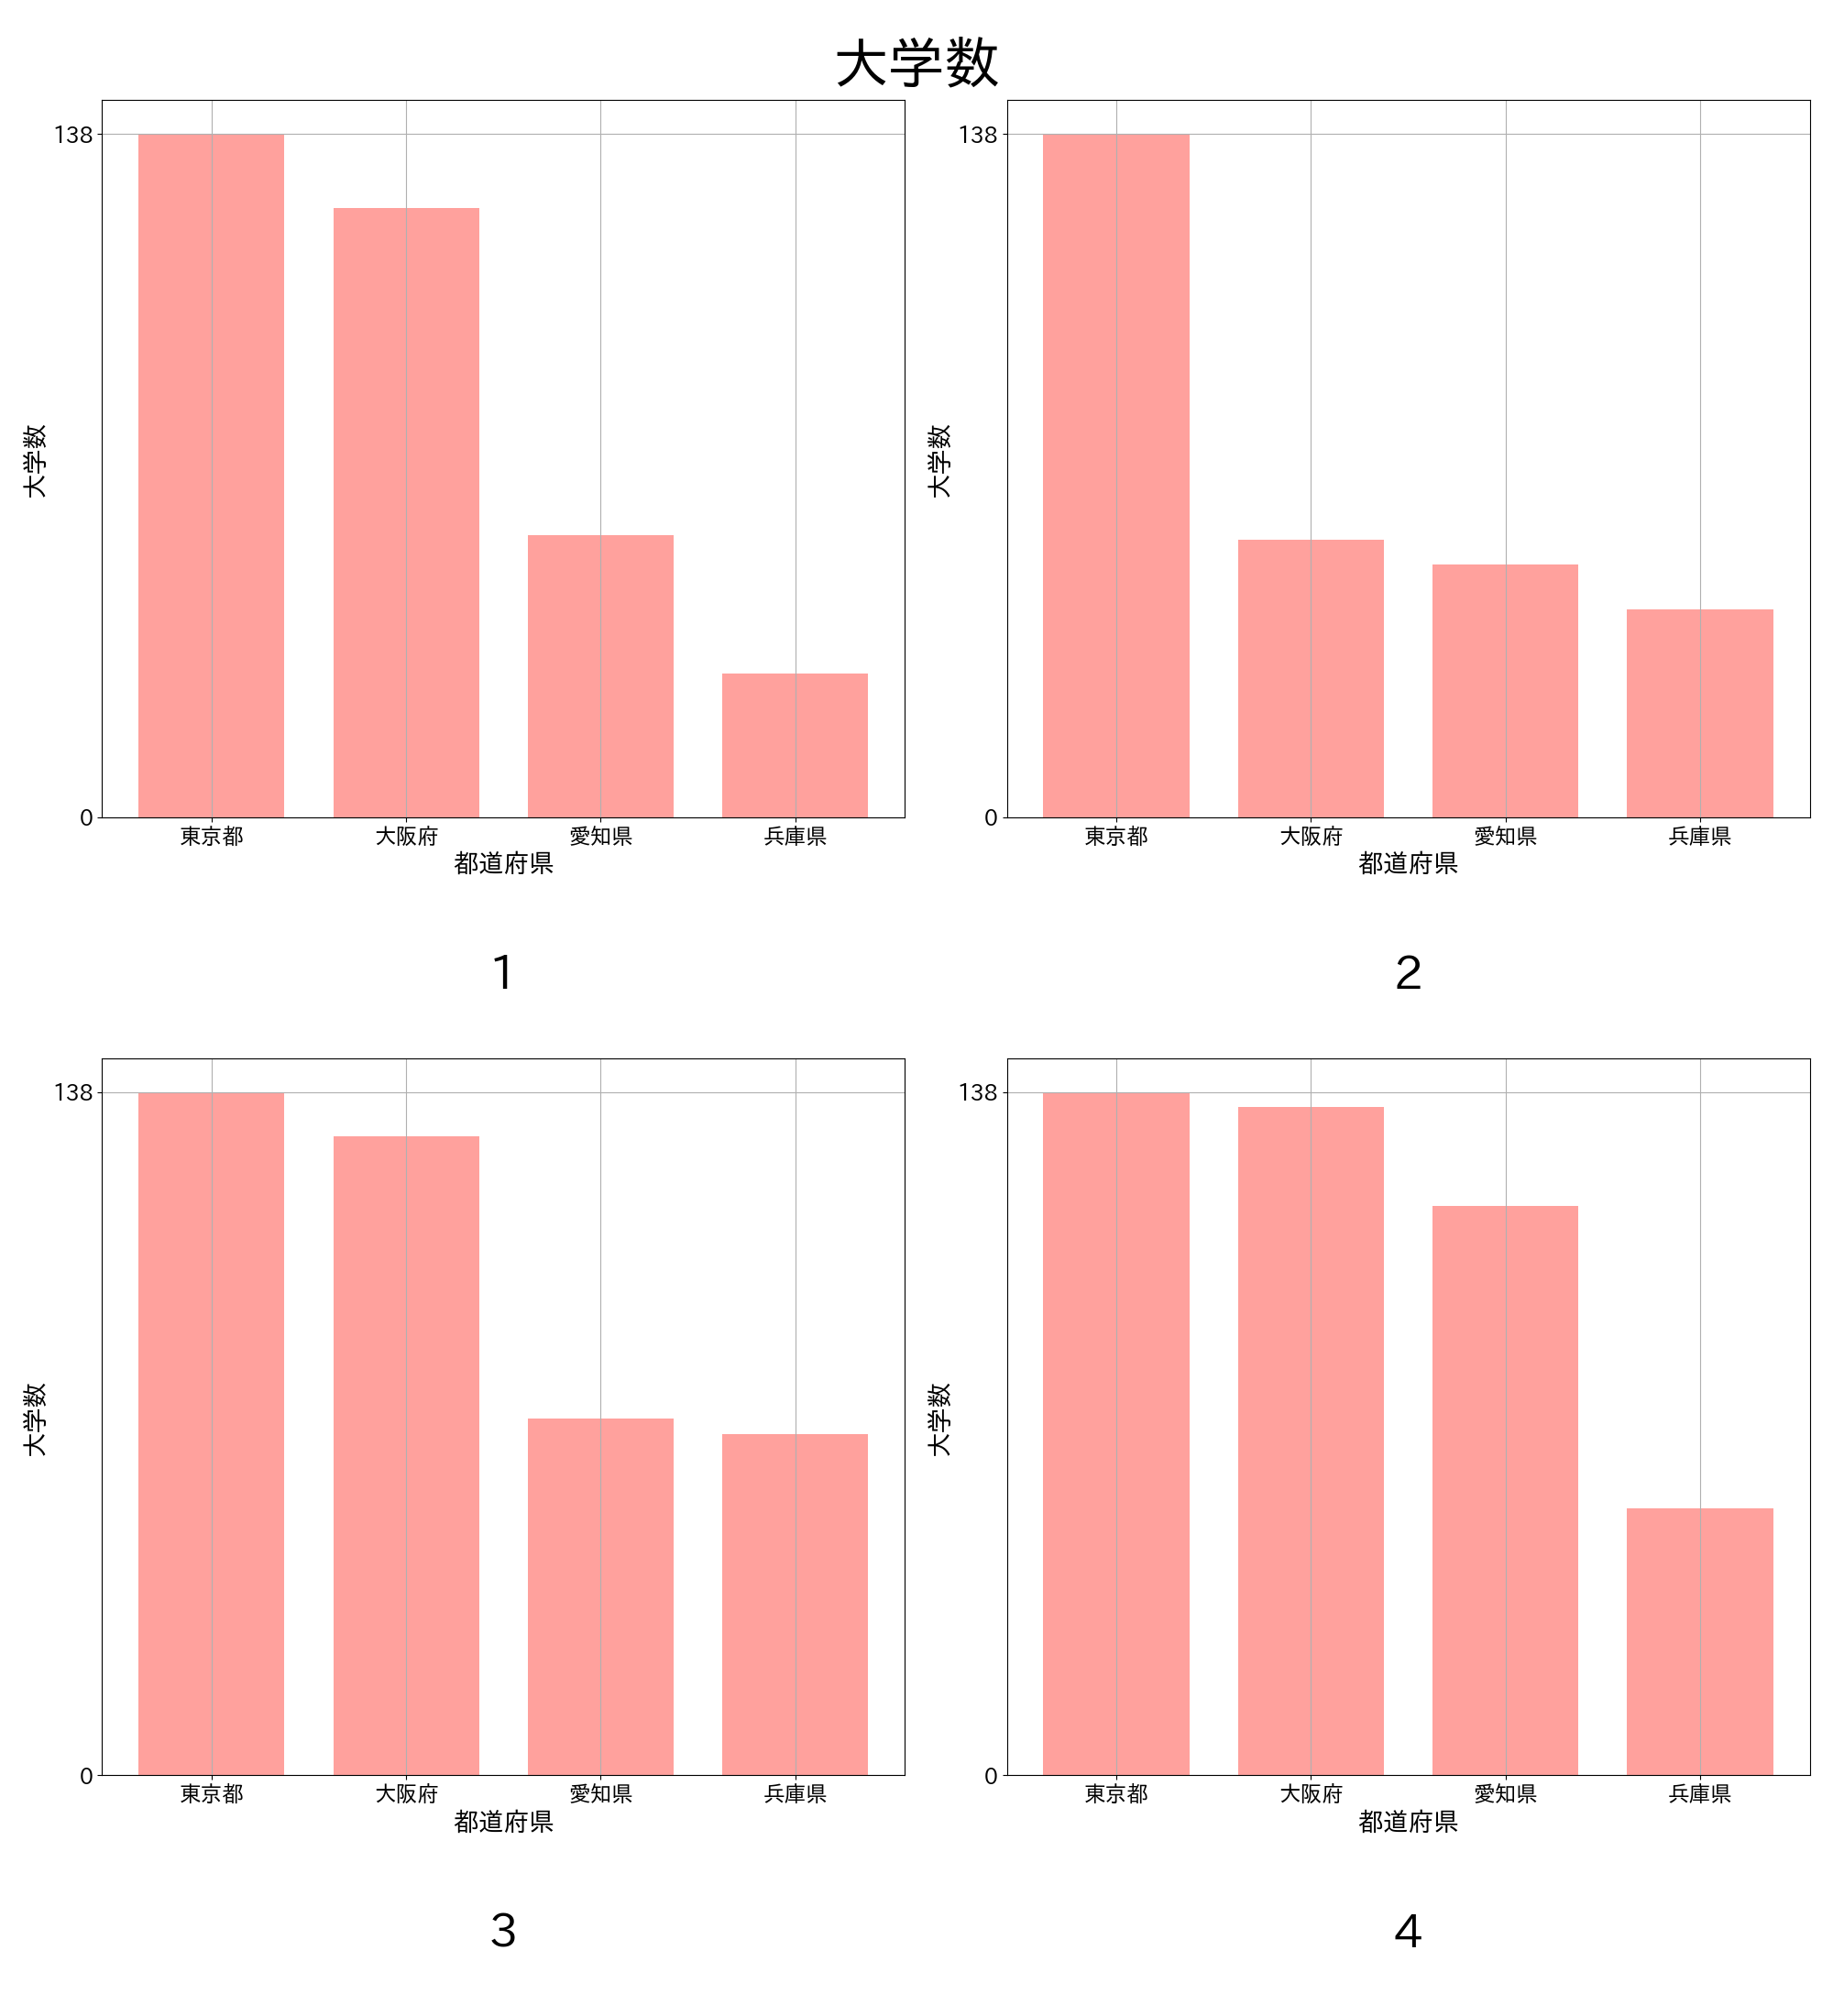 大学数
138
0
大学数
東京都 大阪府 愛知県 兵庫県
都道府県
1
138
0
大学数
東京都 大阪府 愛知県 兵庫県
都道府県
2
138
0
大学数
東京都 大阪府 愛知県 兵庫県
都道府県
3
138
0
大学数
東京都 大阪府 愛知県 兵庫県
都道府県
4